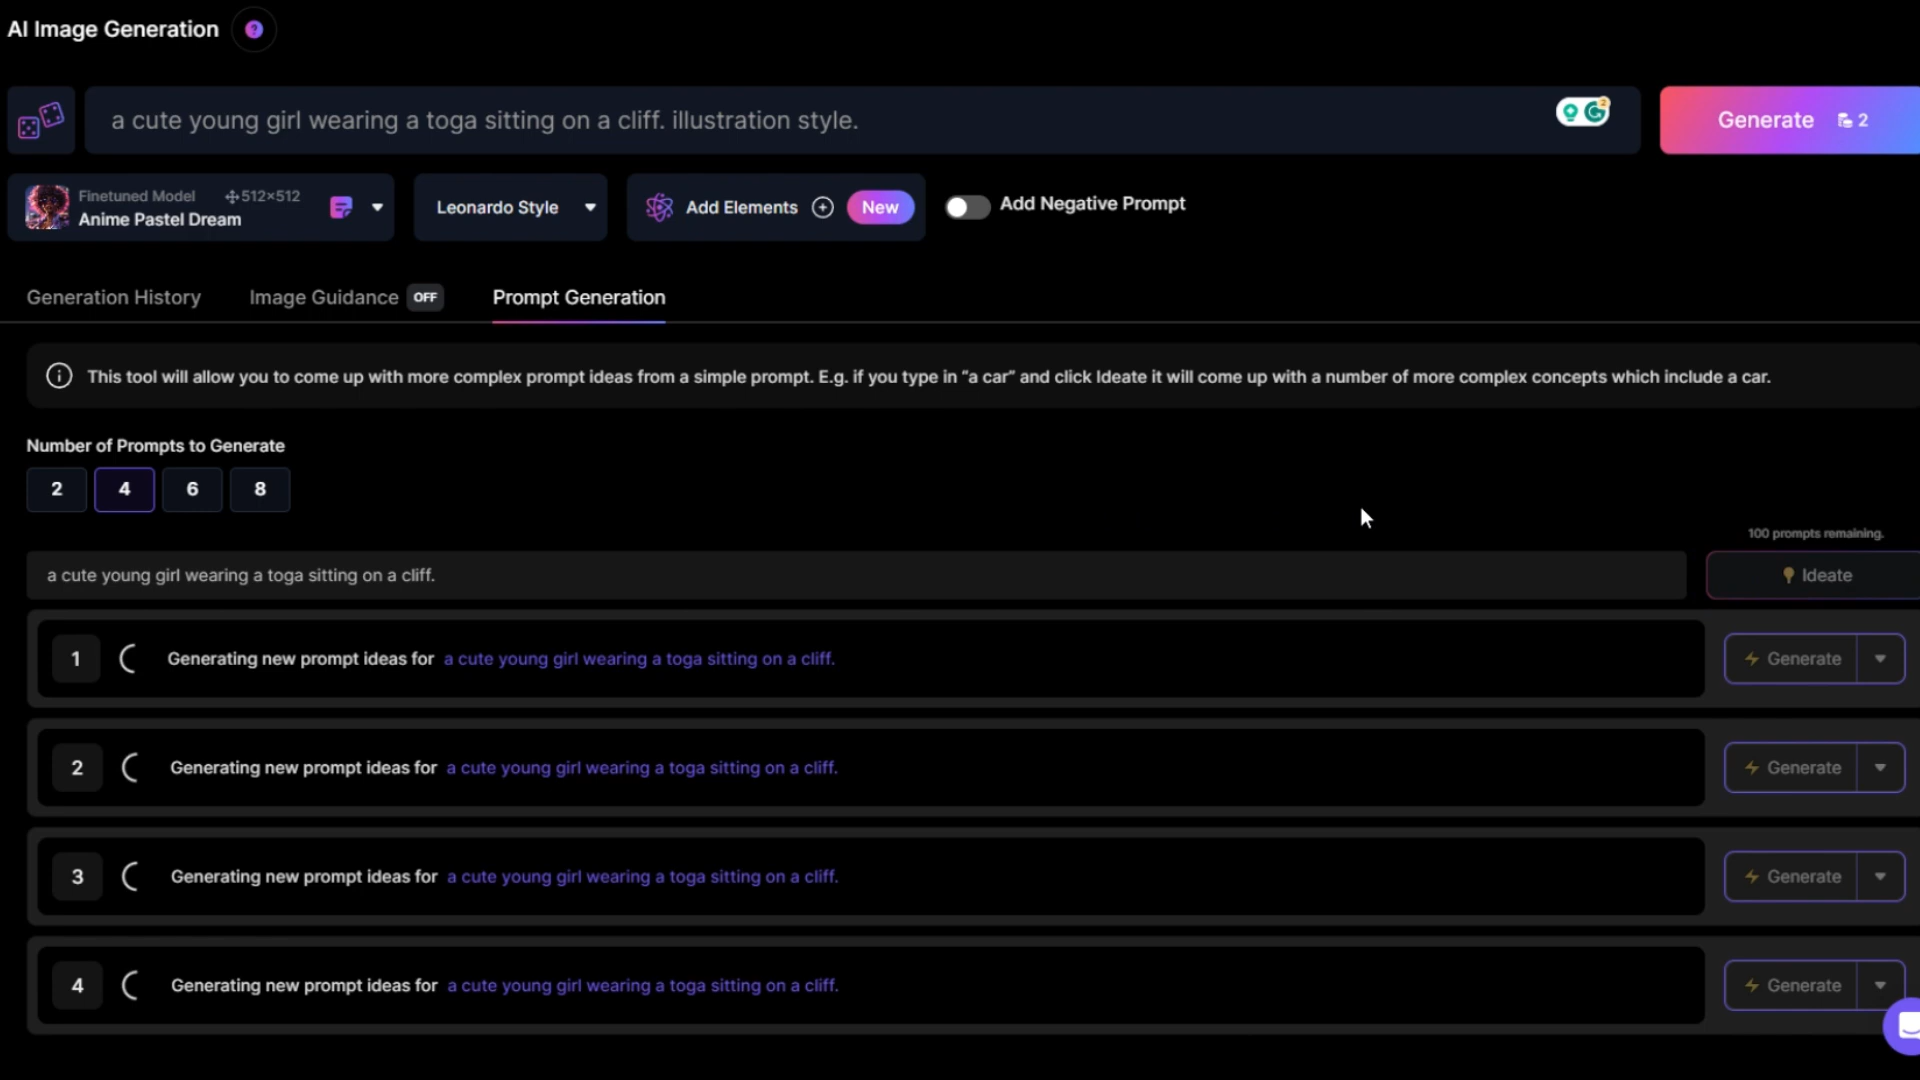 AI Image Generation ?
a cute young girl wearing a toga sitting on a cliff. illustration style.
2
Generate 2
Finetuned Model 512×512
Anime Pastel Dream
Leonardo Style
Add Elements New
Add Negative Prompt
Generation History Image Guidance OFF Prompt Generation
This tool will allow you to come up with more complex prompt ideas from a simple prompt. E.g. if you type in "a car" and click Ideate it will come up with a number of more complex concepts which include a car.
Number of Prompts to Generate
2 4 6 8
100 prompts remaining.
a cute young girl wearing a toga sitting on a cliff. Ideate
1 Generating new prompt ideas for a cute young girl wearing a toga sitting on a cliff. Generate
2 Generating new prompt ideas for a cute young girl wearing a toga sitting on a cliff. Generate
3 Generating new prompt ideas for a cute young girl wearing a toga sitting on a cliff. Generate
4 Generating new prompt ideas for a cute young girl wearing a toga sitting on a cliff. Generate